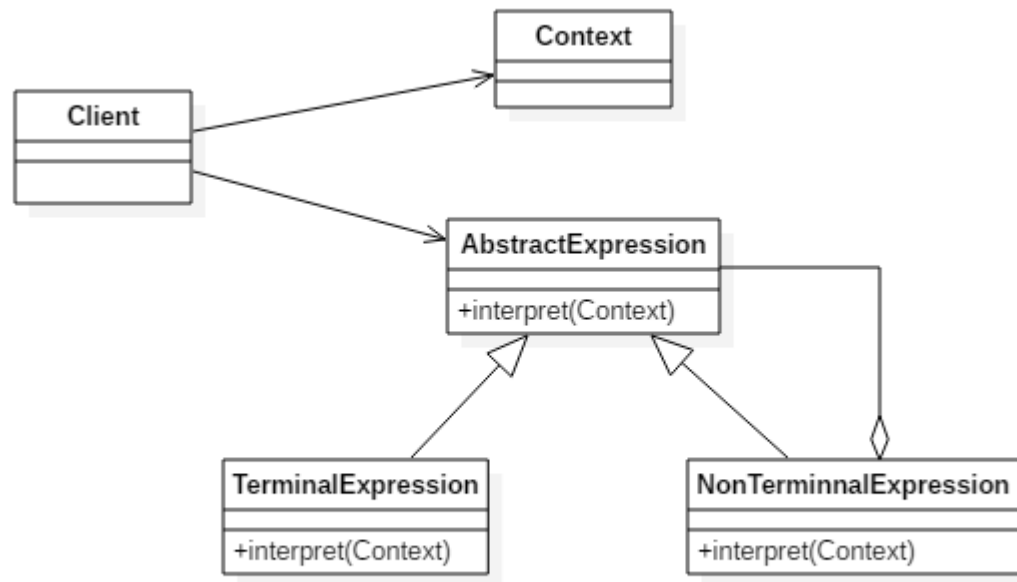 Context
Client
AbstractExpression
+interpret(Context)
TerminalExpression
+interpret(Context)
NonTerminnalExpression
+interpret(Context)